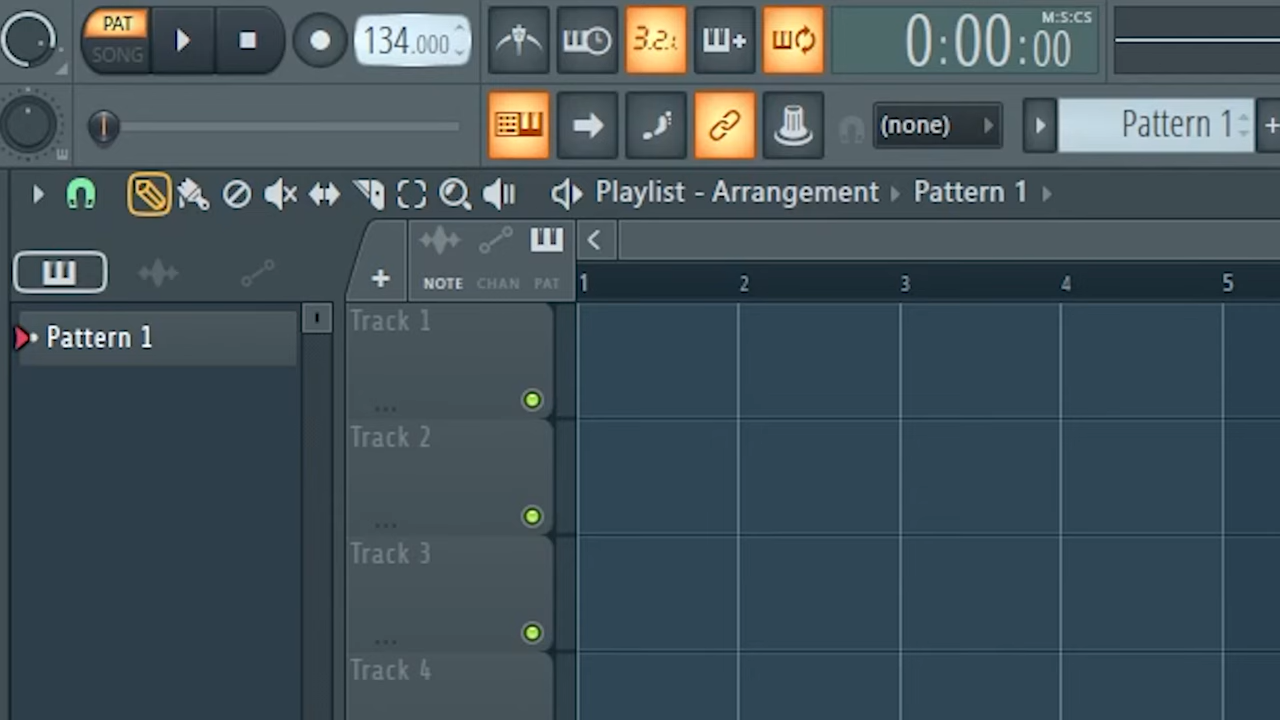 PAT
SONG
134.000
3.2.
M:S:CS
0:00:00
(none)
Pattern 1
+
Playlist - Arrangement
Pattern 1
+
NOTE CHAN PAT
1 2 3 4 5
Pattern 1
Track 1
...
Track 2
...
Track 3
...
Track 4